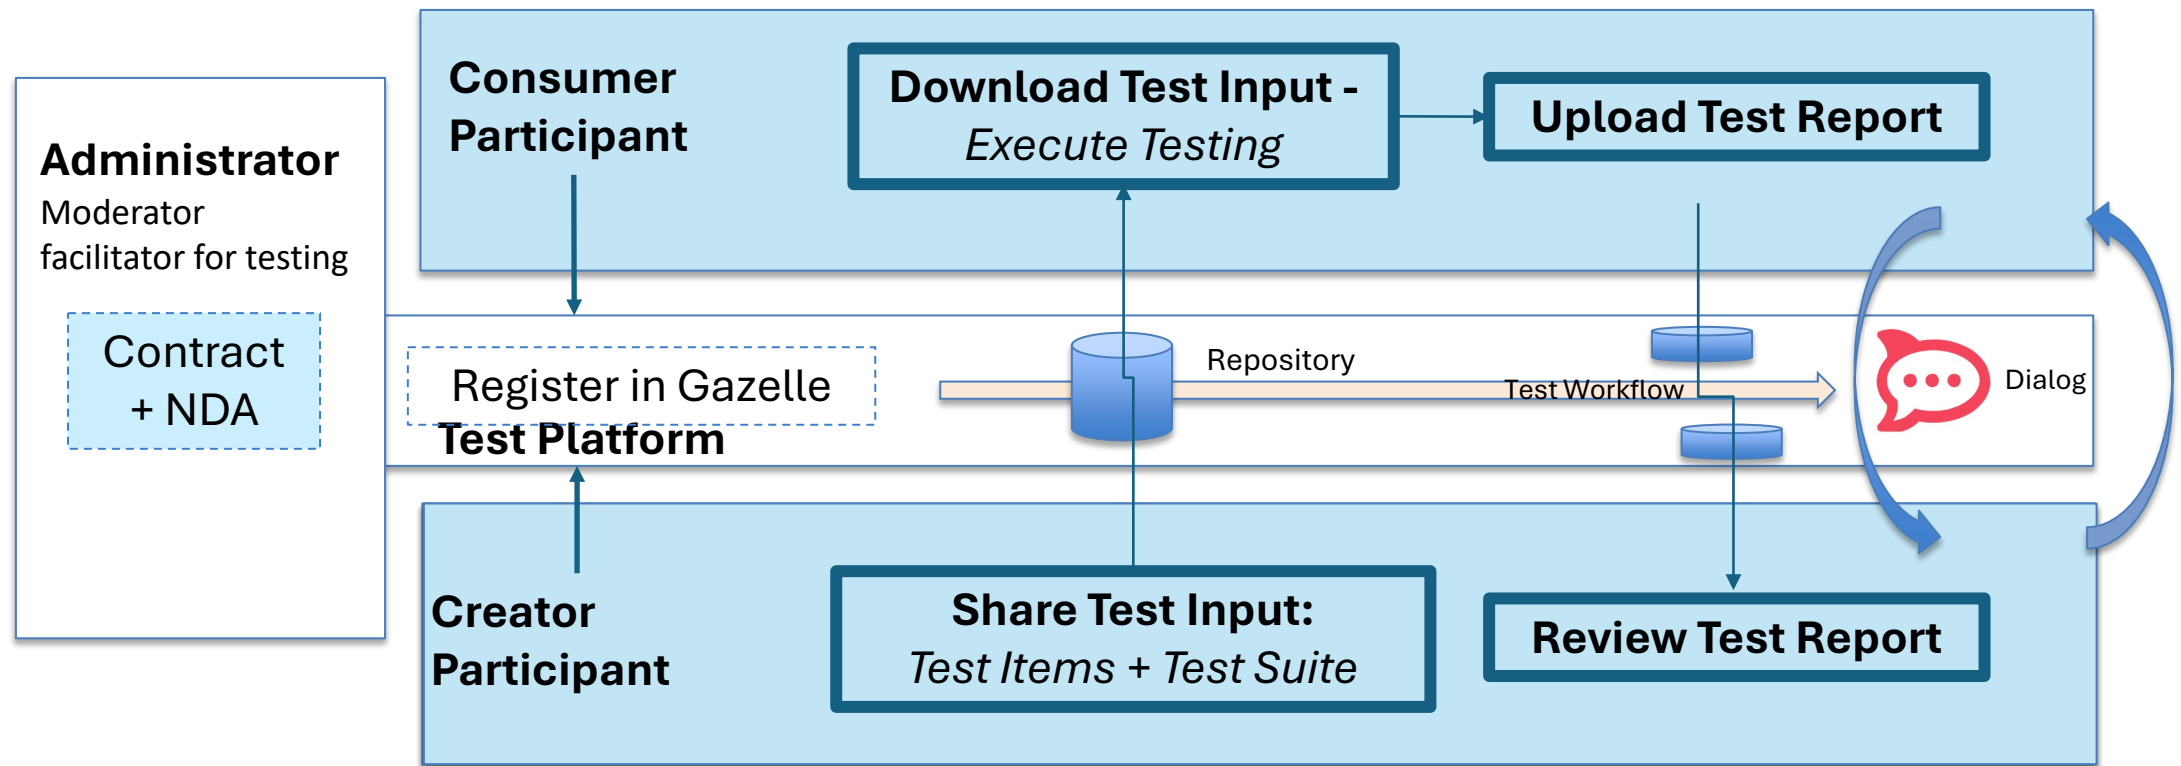 Administrator
Moderator
facilitator for testing
Contract
+ NDA
Consumer
Participant
Download Test Input -
Execute Testing
Upload Test Report
Register in Gazelle
Test Platform
Repository
Test Workflow
Dialog
Creator
Participant
Share Test Input:
Test Items + Test Suite
Review Test Report